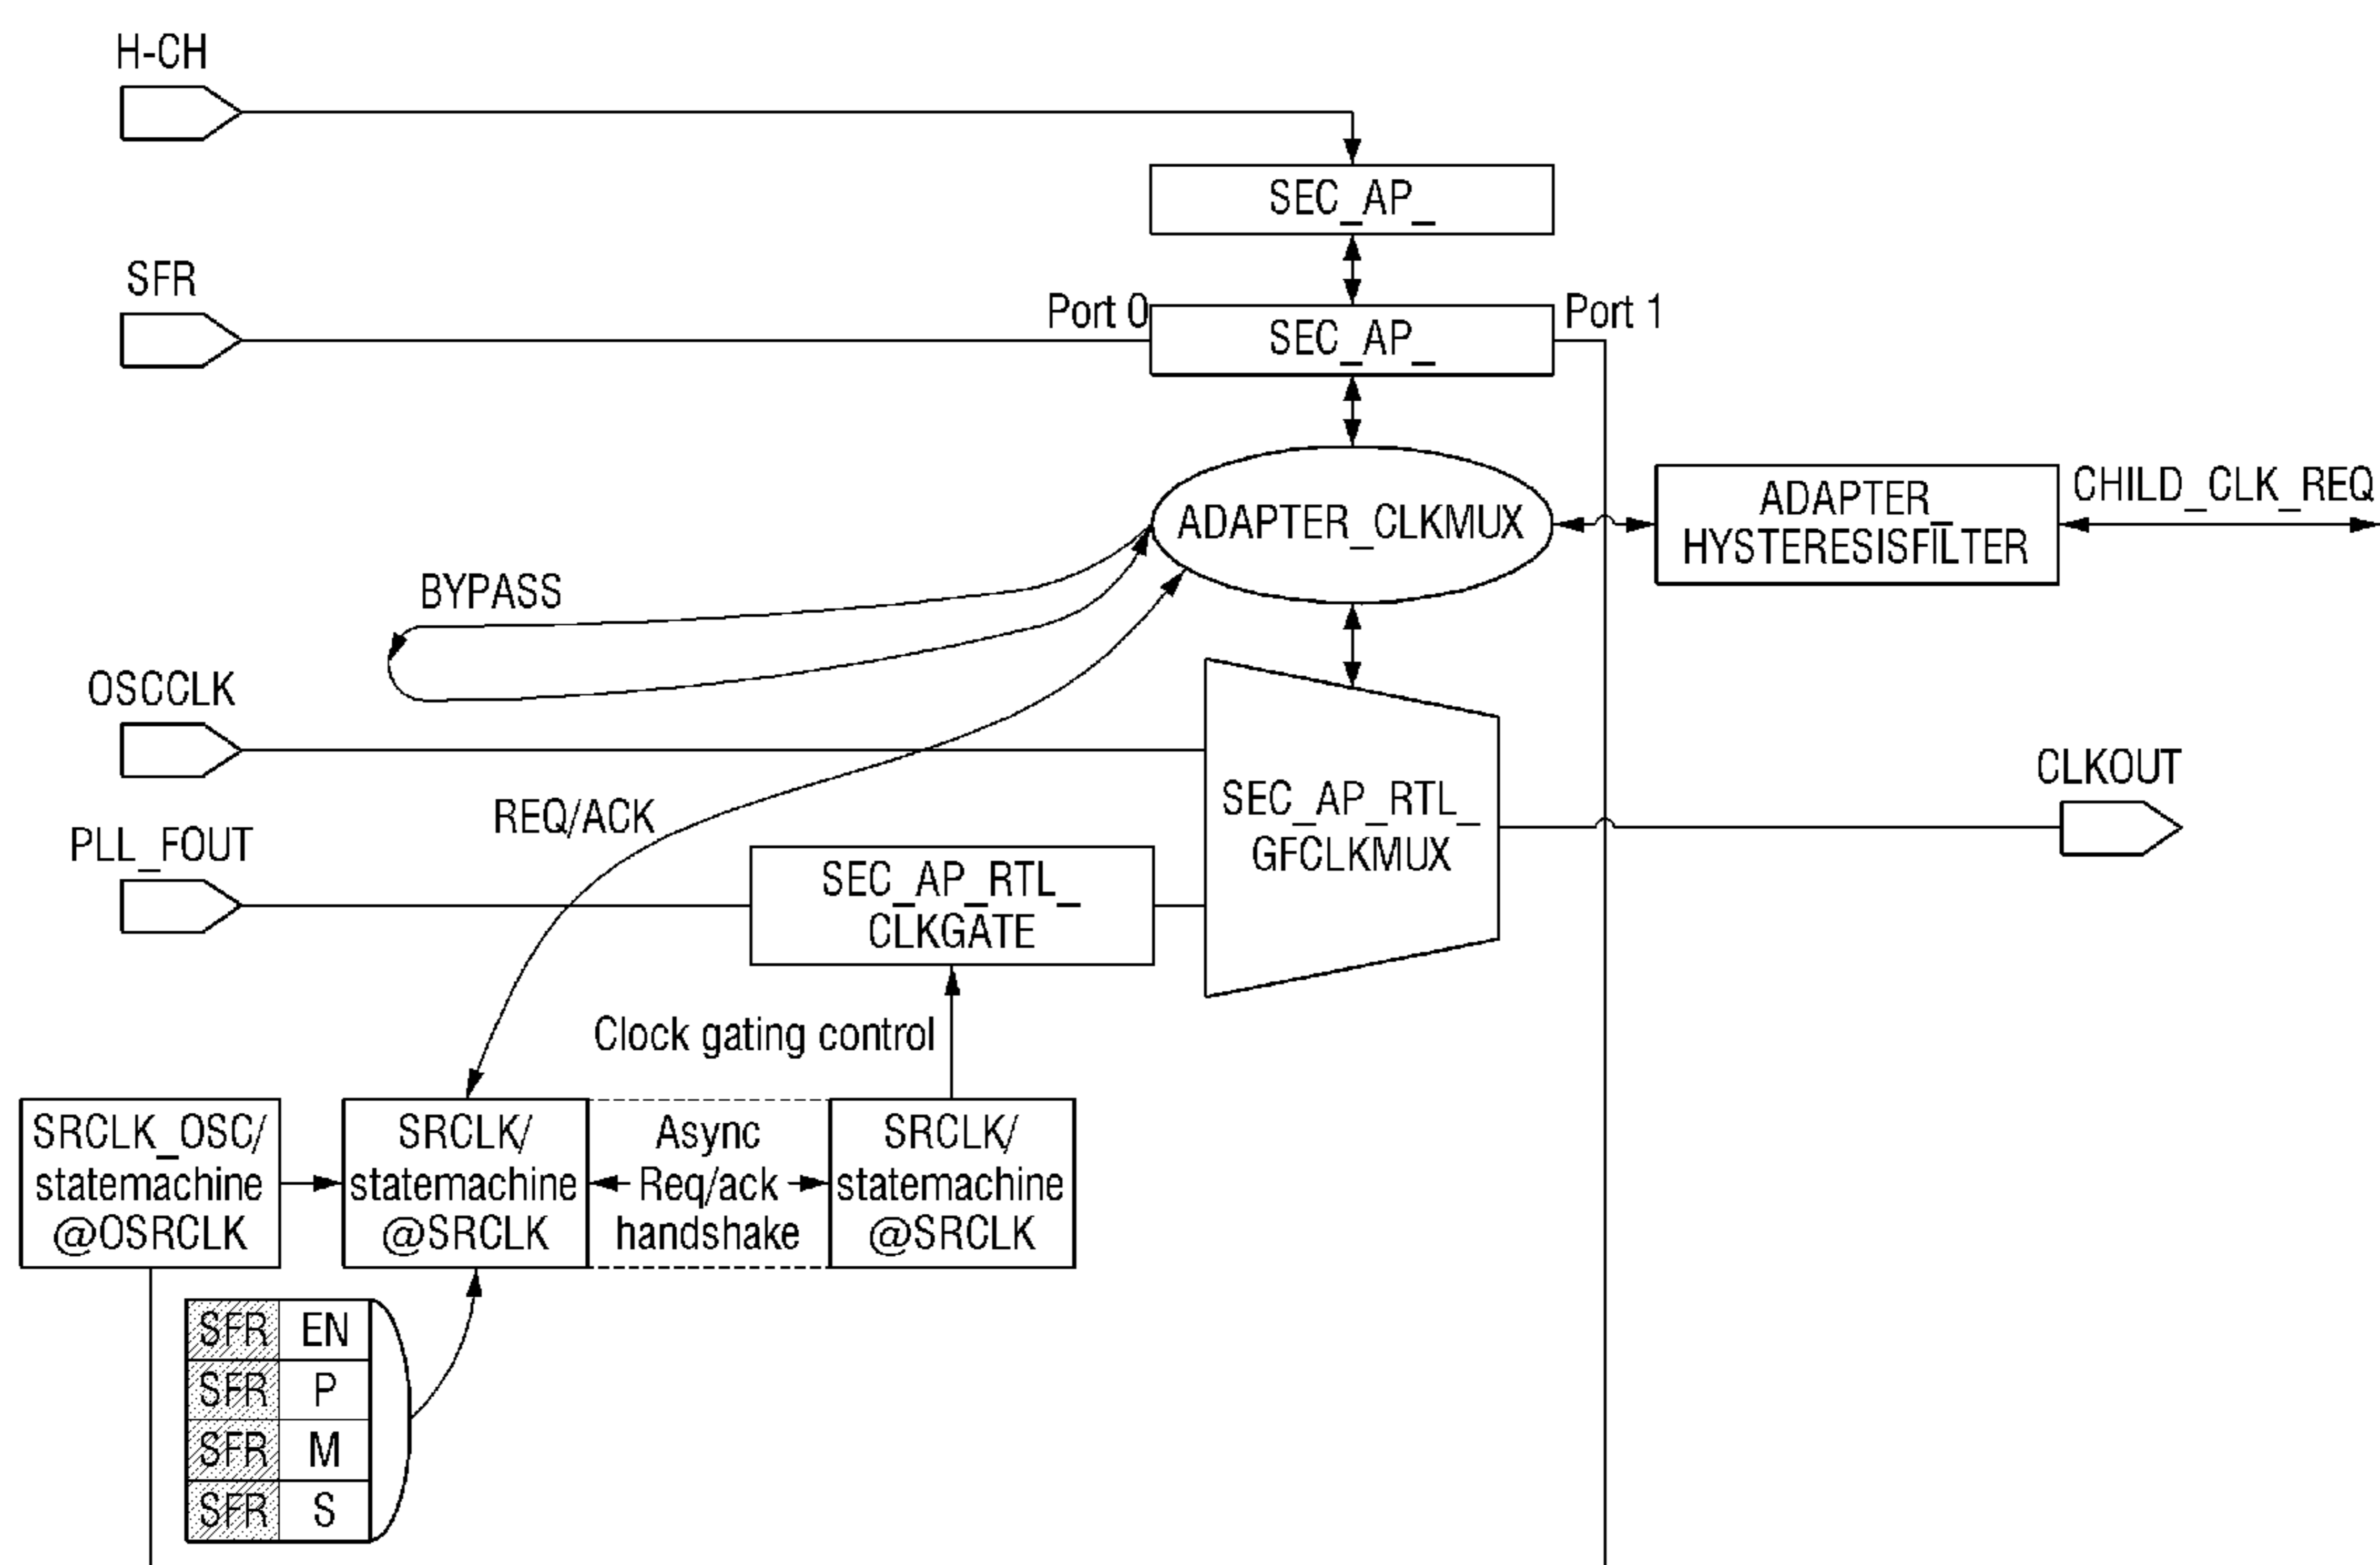 H-CH
SEC_AP_
SFR
Port 0
SEC_AP_
Port 1
ADAPTER_CLKMUX
ADAPTER_
HYSTERESISFILTER
CHILD_CLK_REQ
BYPASS
OSCCLK
REQ/ACK
SEC_AP_RTL_
GFCLKMUX
CLKOUT
PLL_FOUT
SEC_AP_RTL_
CLKGATE
Clock gating control
SRCLK_OSC/
statemachine
@OSRCLK
SRCLK/
statemachine
@SRCLK
Async
Req/ack
handshake
SRCLK/
statemachine
@SRCLK
SFR EN
SFR P
SFR M
SFR S